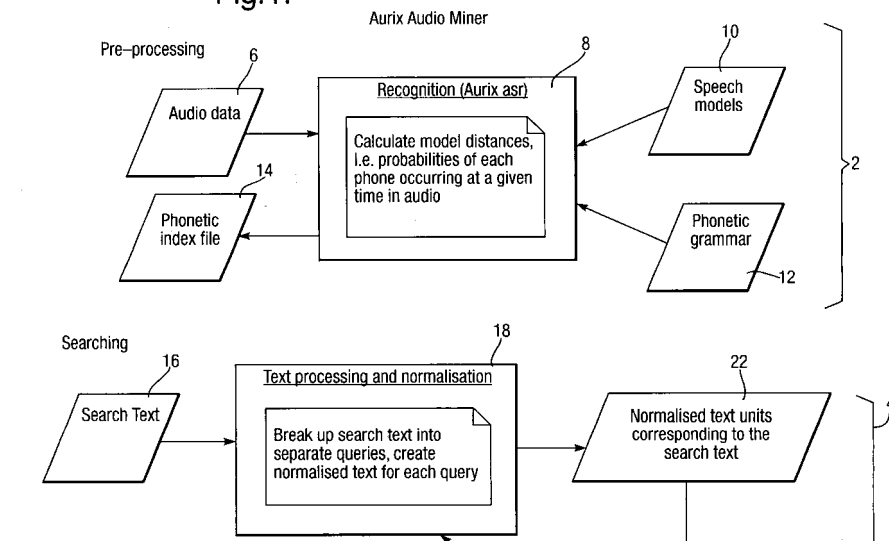 Fig.1.
Aurix Audio Miner
Pre–processing
6
8
10
Recognition (Aurix asr)
Speech
models
Audio data
Calculate model distances,
i.e. probabilities of each
phone occurring at a given
time in audio
2
14
Phonetic
index file
Phonetic
grammar
12
Searching
16
18
22
Text processing and normalisation
Search Text
Normalised text units
corresponding to the
search text
Break up search text into
separate queries, create
normalised text for each query